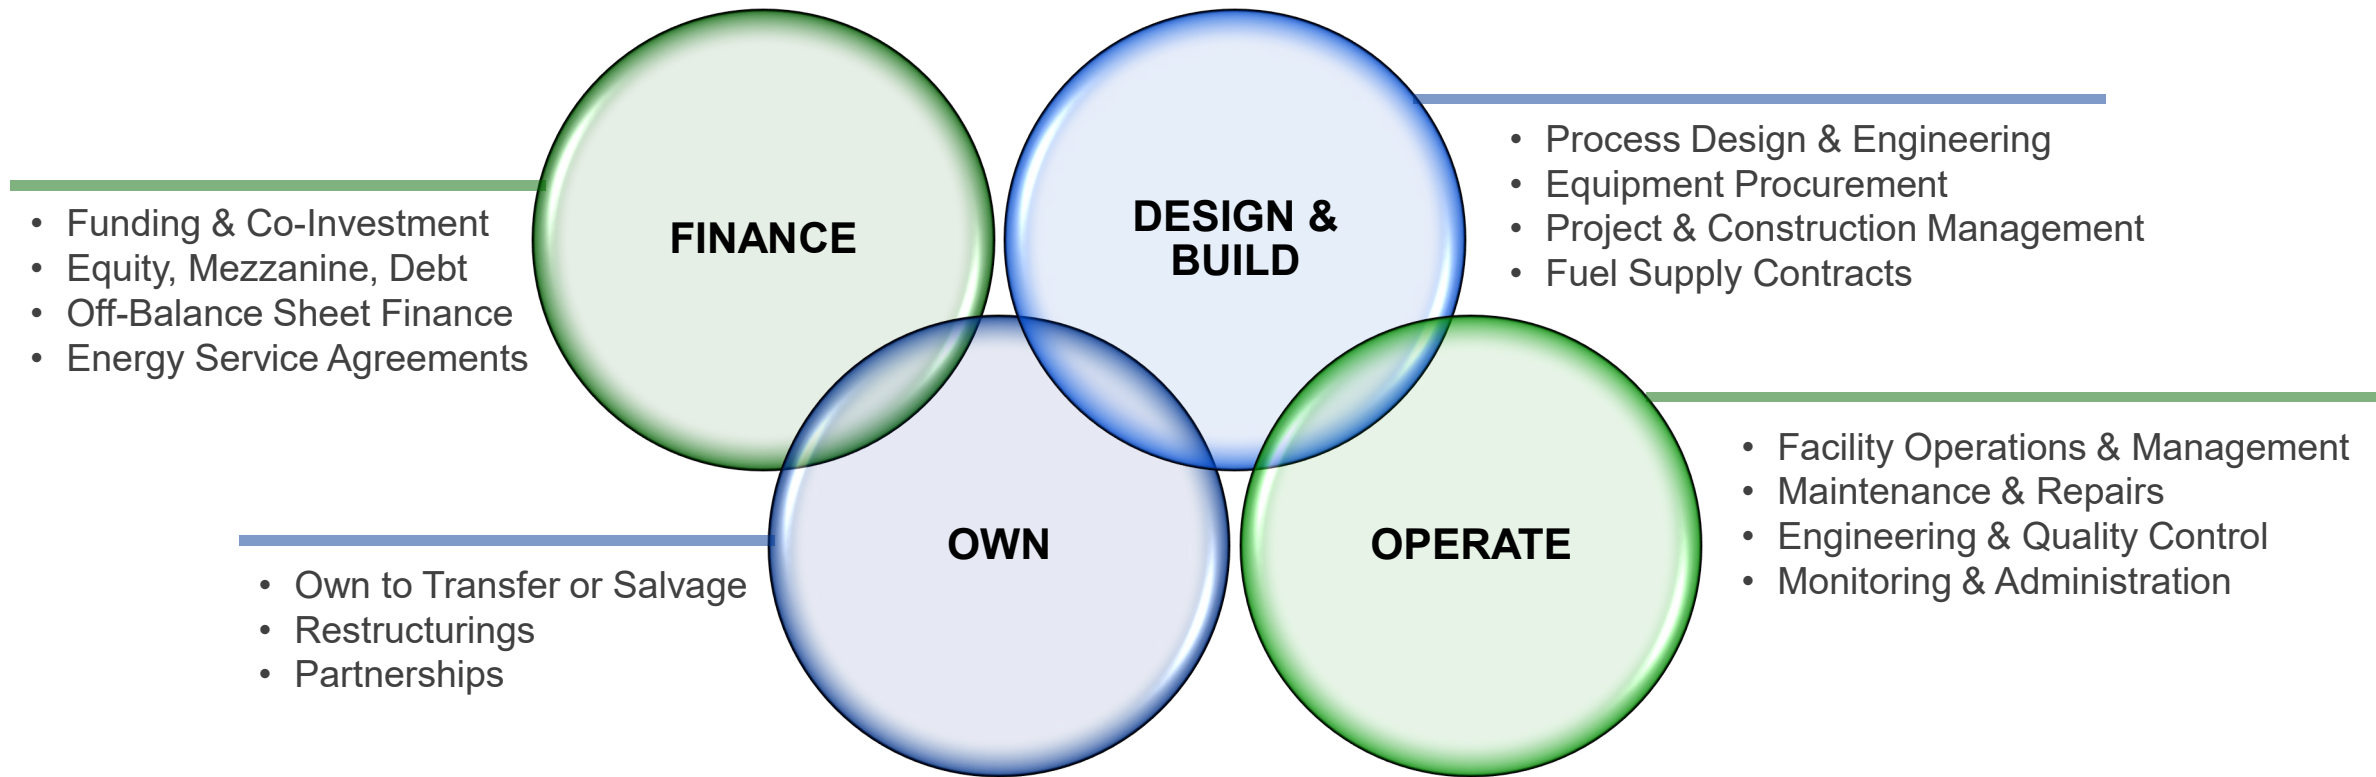 FINANCE
• Funding & Co-Investment
• Equity, Mezzanine, Debt
• Off-Balance Sheet Finance
• Energy Service Agreements
DESIGN &
BUILD
• Process Design & Engineering
• Equipment Procurement
• Project & Construction Management
• Fuel Supply Contracts
OWN
• Own to Transfer or Salvage
• Restructurings
• Partnerships
OPERATE
• Facility Operations & Management
• Maintenance & Repairs
• Engineering & Quality Control
• Monitoring & Administration